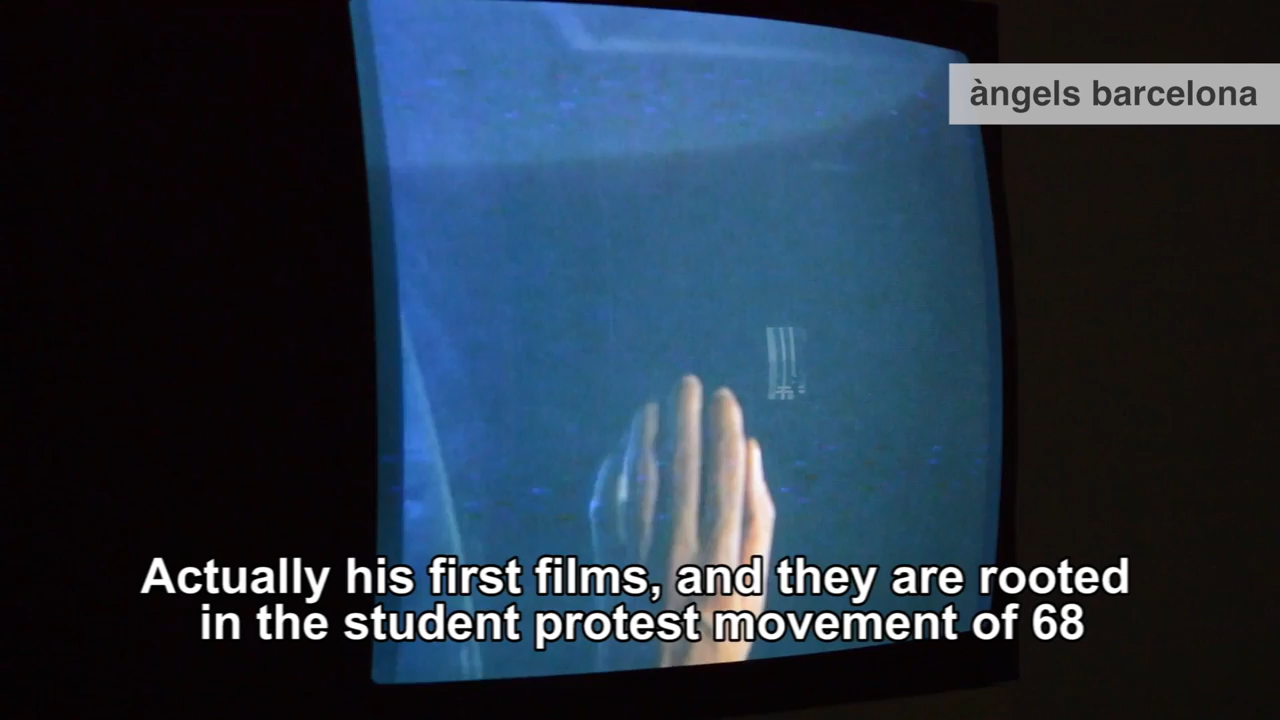 àngels barcelona
Actually his first films, and they are rooted
in the student protest movement of 68